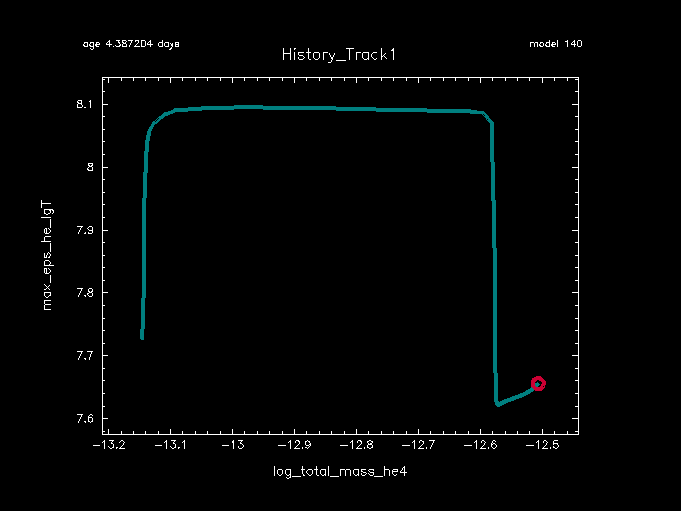 age 4.387204 days
model 140
History_Track1
8.1
8
7.9
7.8
7.7
7.6
max_eps_he_lgT
-13.2 -13.1 -13 -12.9 -12.8 -12.7 -12.6 -12.5
log_total_mass_he4